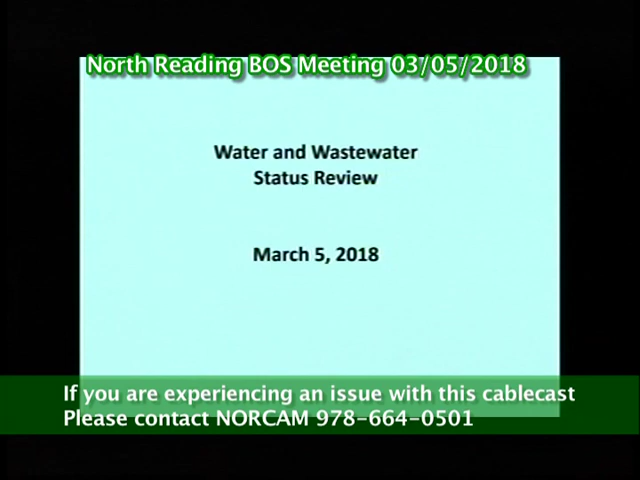 North Reading BOS Meeting 03/05/2018
Water and Wastewater
Status Review
March 5, 2018
If you are experiencing an issue with this cablecast
Please contact NORCAM 978-664-0501